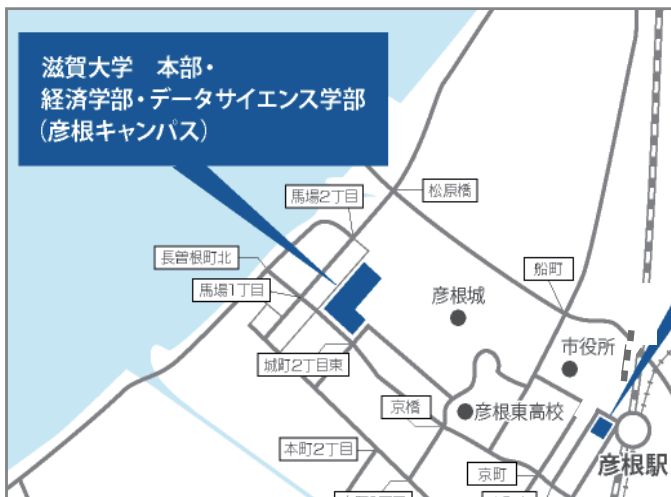 滋賀大学 本部・
経済学部・データサイエンス学部
(彦根キャンパス)
馬場2丁目
松原橋
長曽根町北
船町
馬場1丁目
彦根城
市役所
城町2丁目東
京橋
彦根東高校
本町2丁目
京町
彦根駅